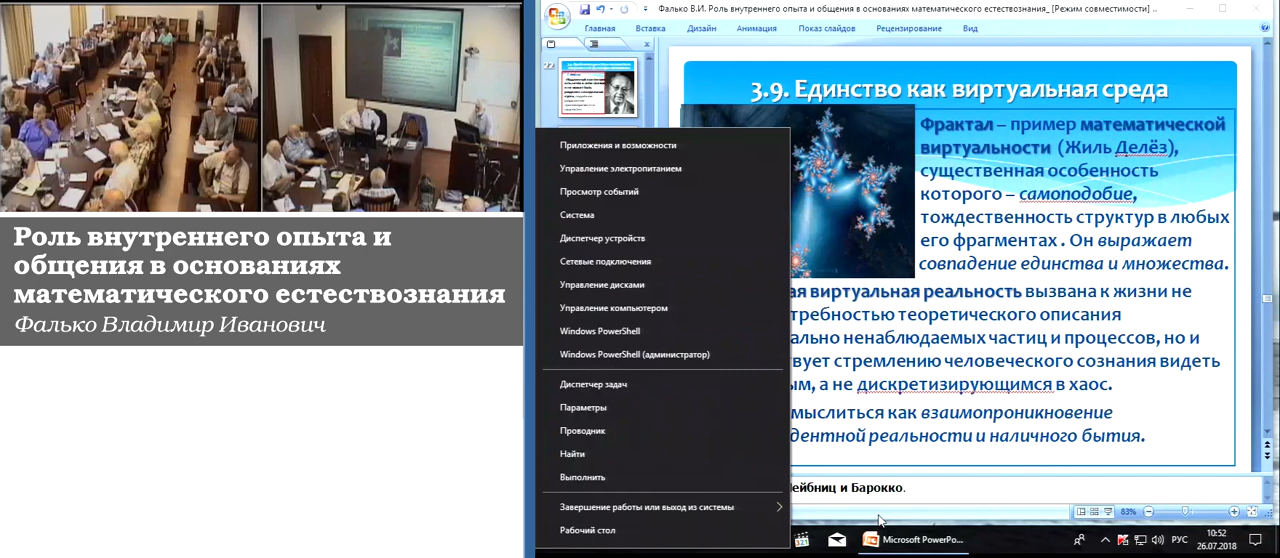 Роль внутреннего опыта и
общения в основаниях
математического естествознания
Фалько Владимир Иванович
Фалько В.И. Роль внутреннего опыта и общения в основаниях математического естествознания_ [Режим совместимости] ...
Главная Вставка Дизайн Анимация Показ слайдов Рецензирование Вид
22
3.9. Единство как виртуальная среда
Фрактал – пример математической
виртуальности (Жиль Делёз),
существенная особенность
которого – самоподобие,
тождественность структур в любых
его фрагментах . Он выражает
совпадение единства и множества.
ая виртуальная реальность вызвана к жизни не
требностью теоретического описания
ально ненаблюдаемых частиц и процессов, но и
твует стремлению человеческого сознания видеть
ым, а не дискретизирующимся в хаос.
мыслиться как взаимопроникновение
дентной реальности и наличного бытия.
ейбниц и Барокко.
Приложения и возможности
Управление электропитанием
Просмотр событий
Система
Диспетчер устройств
Сетевые подключения
Управление дисками
Управление компьютером
Windows PowerShell
Windows PowerShell (администратор)
Диспетчер задач
Параметры
Проводник
Найти
Выполнить
Завершение работы или выход из системы
Рабочий стол
83%
321
Microsoft PowerPo...
РУС
10:52
26.07.2018